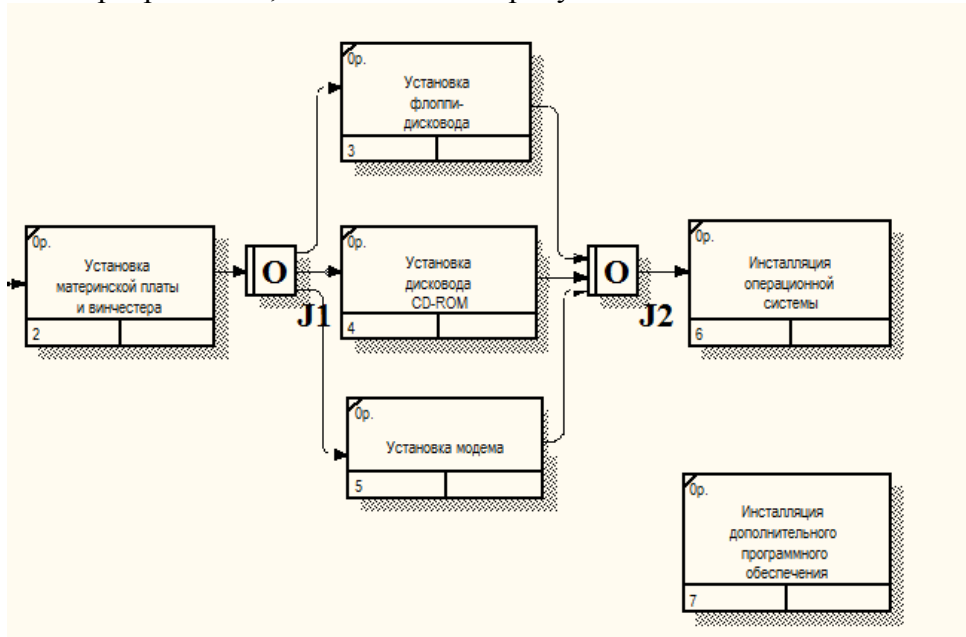 0р.
Установка
флоппи-
дисковода
3
0р.
Установка
материнской платы
и винчестера
2
O
J1
0р.
Установка
дисковода
CD-ROM
4
O
J2
0р.
Инсталляция
операционной
системы
6
0р.
Установка модема
5
0р.
Инсталляция
дополнительного
программного
обеспечения
7